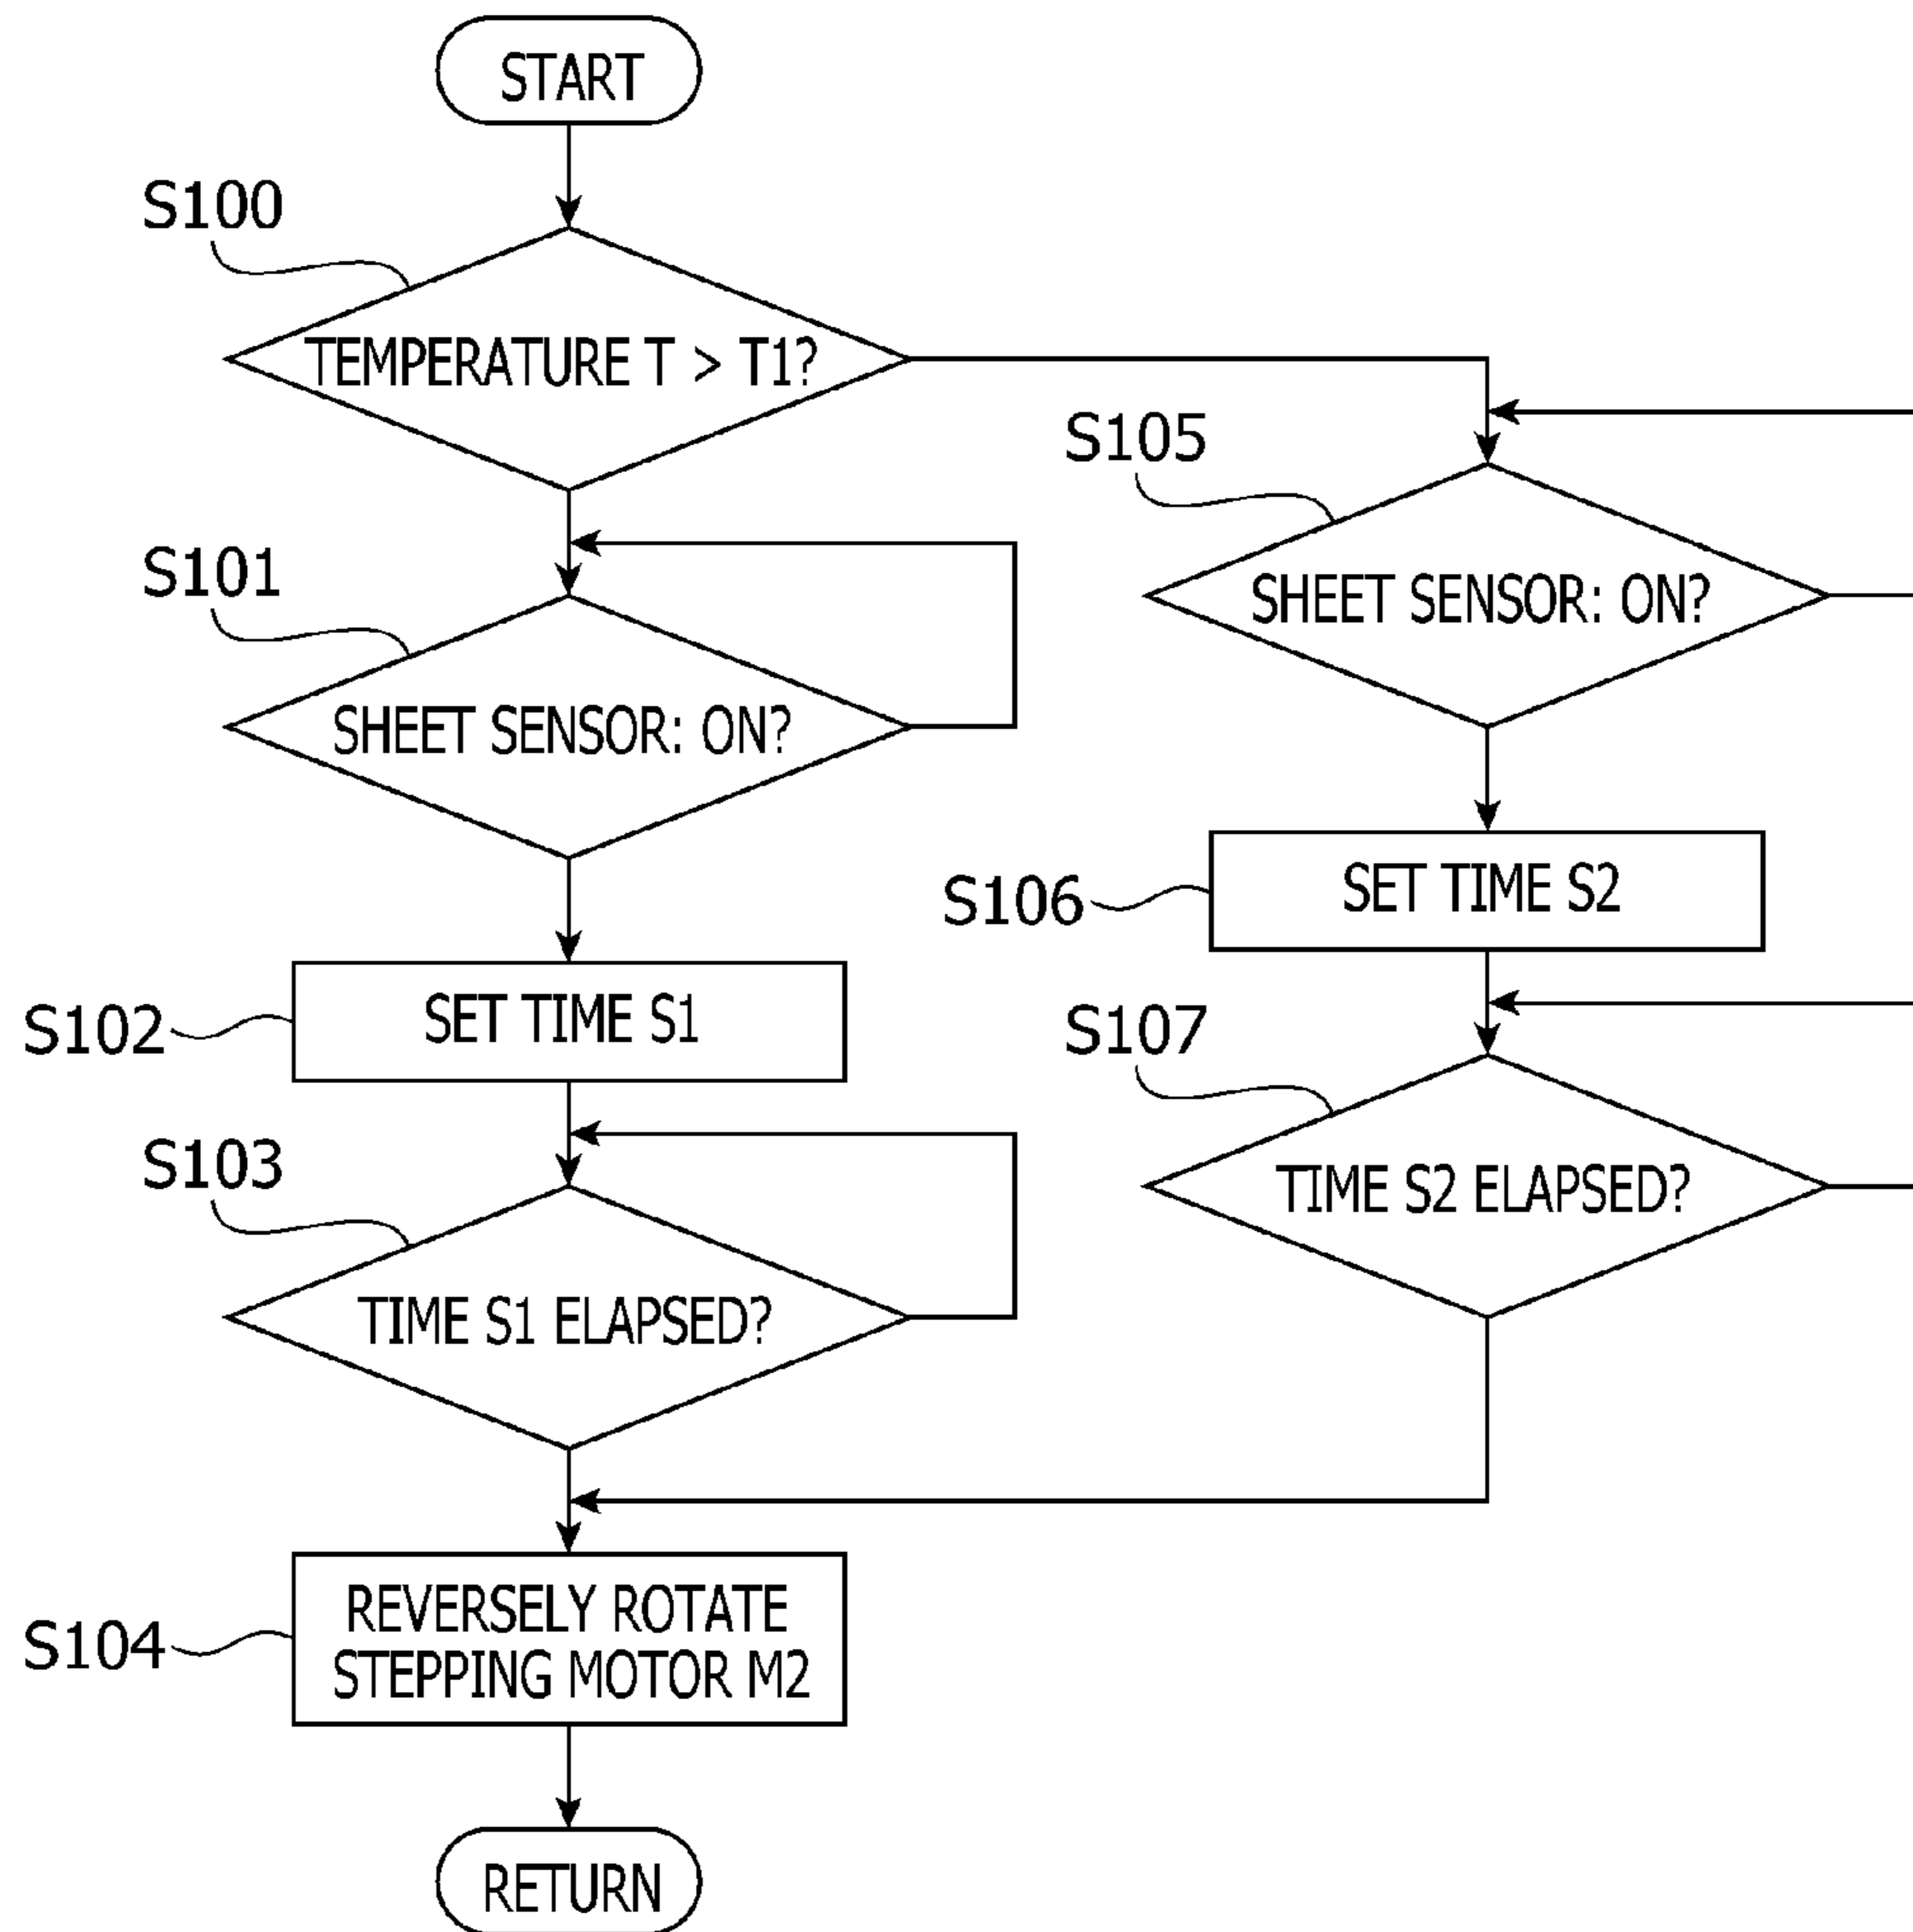 START
S100
TEMPERATURE T > T1?
S101
SHEET SENSOR: ON?
S102
SET TIME S1
S103
TIME S1 ELAPSED?
S104
REVERSELY ROTATE
STEPPING MOTOR M2
RETURN
S105
SHEET SENSOR: ON?
S106
SET TIME S2
S107
TIME S2 ELAPSED?